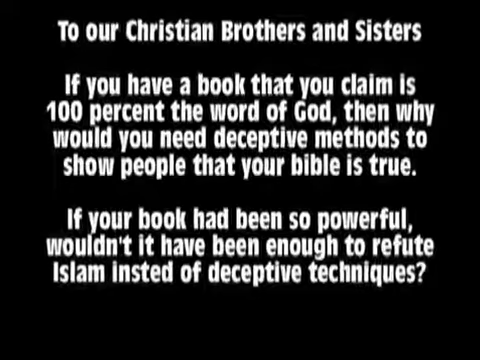 To our Christian Brothers and Sisters
If you have a book that you claim is
100 percent the word of God, then why
would you need deceptive methods to
show people that your bible is true.
If your book had been so powerful,
wouldn't it have been enough to refute
Islam insted of deceptive techniques?